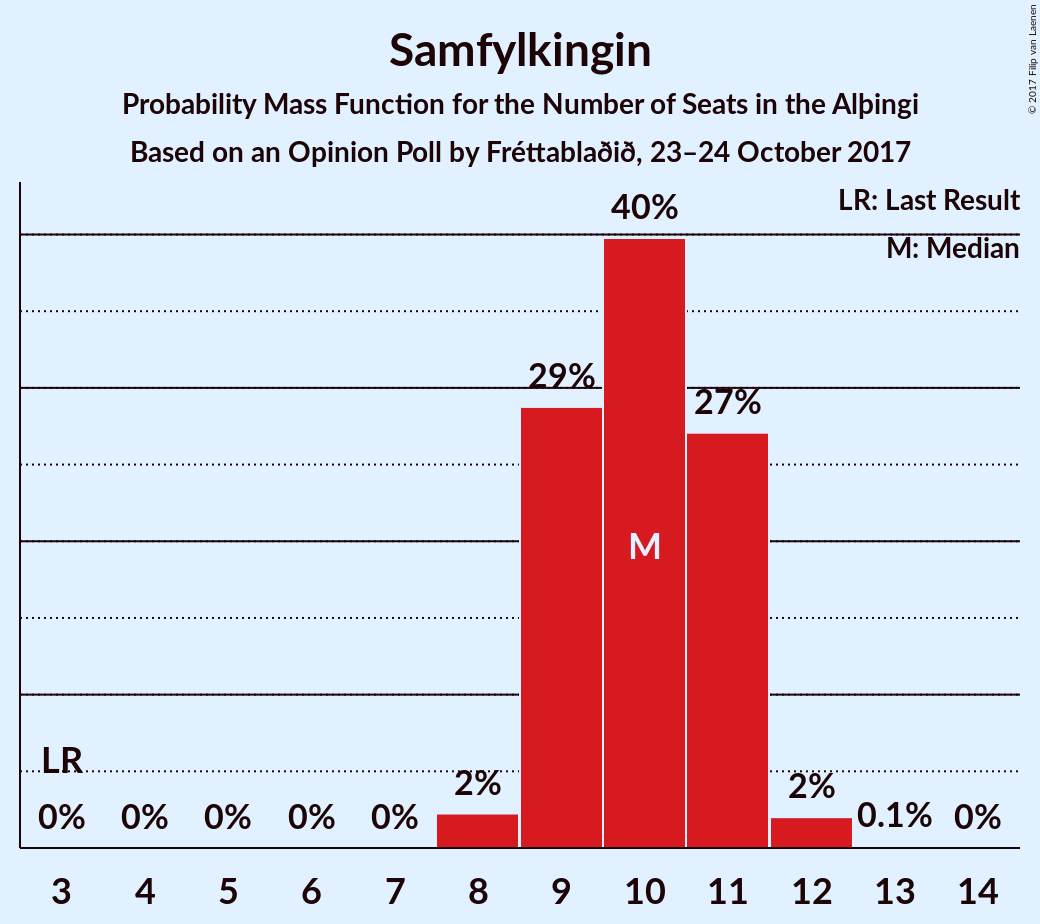 Samfylkingin
Probability Mass Function for the Number of Seats in the Alþingi
Based on an Opinion Poll by Fréttablaðið, 23–24 October 2017
© 2017 Filip van Laenen
LR: Last Result
M: Median
40%
29%
27%
M
LR
2%
2%
0% 0% 0% 0% 0% 0.1% 0%
3 4 5 6 7 8 9 10 11 12 13 14